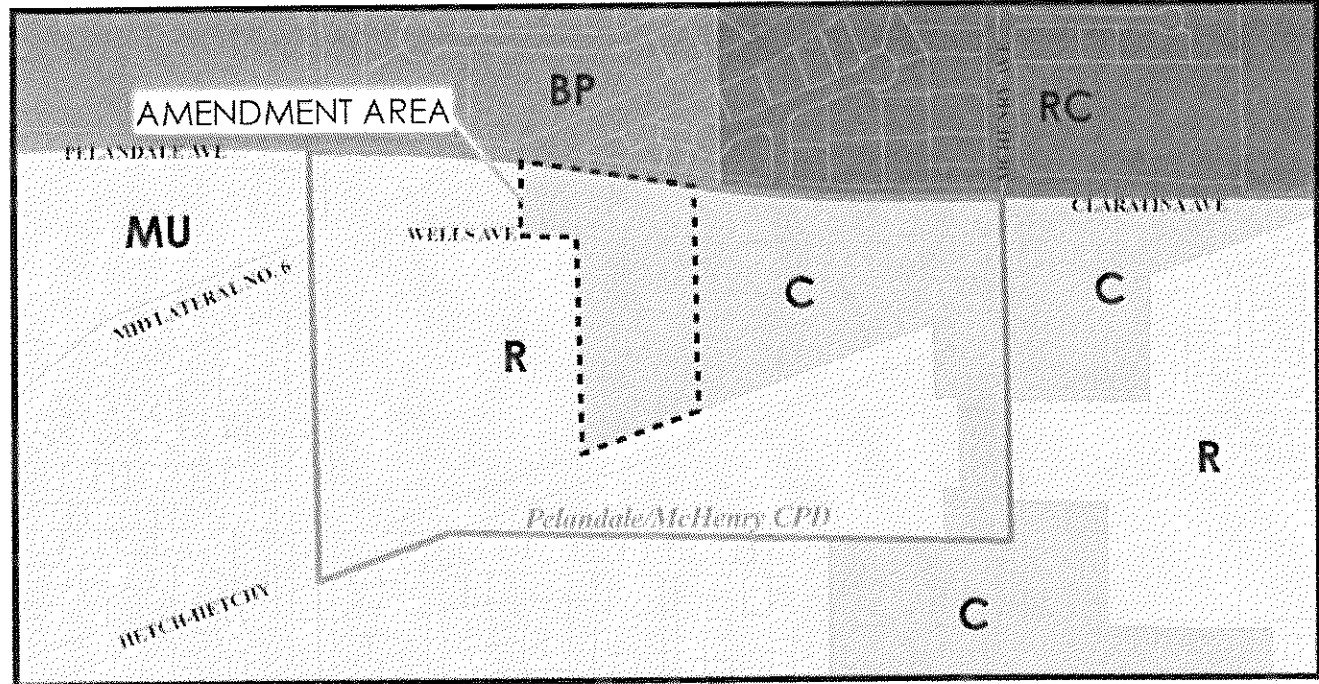 BP
RC
AMENDMENT AREA
PELANDALE AVE
MU
WELLS AVE
CLARATINA AVE
MID LATERAL NO. 6
C
C
R
R
Pelandale/McHenry CPD
HETCH-HETCHY
C